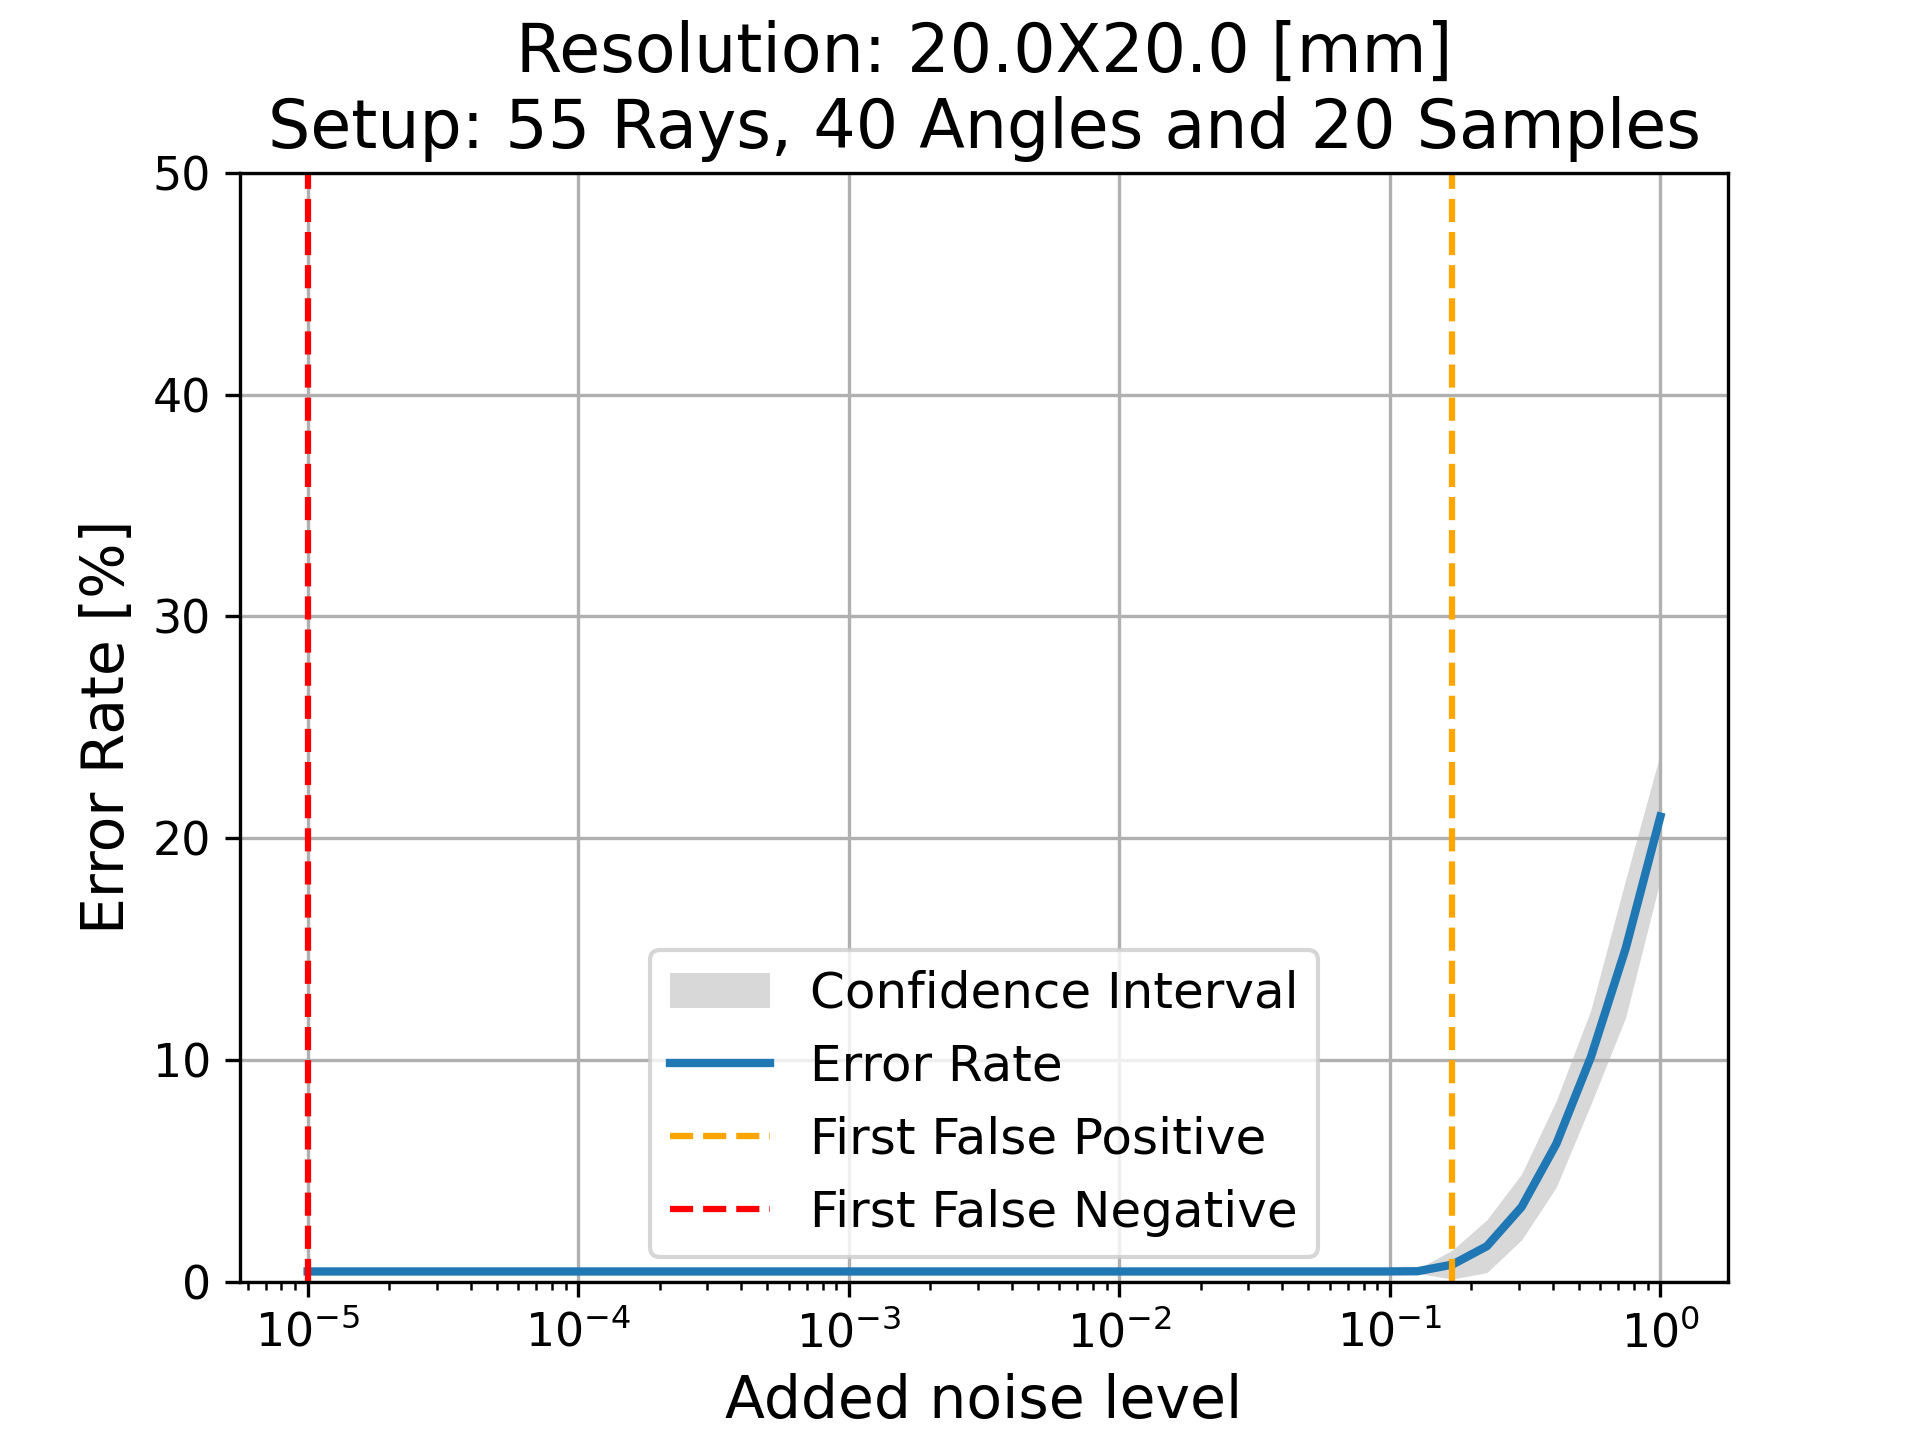 Resolution: 20.0X20.0 [mm]
Setup: 55 Rays, 40 Angles and 20 Samples
Error Rate [%]
50
40
30
20
10
0
Confidence Interval
Error Rate
First False Positive
First False Negative
10⁻⁵ 10⁻⁴ 10⁻³ 10⁻² 10⁻¹ 10⁰
Added noise level